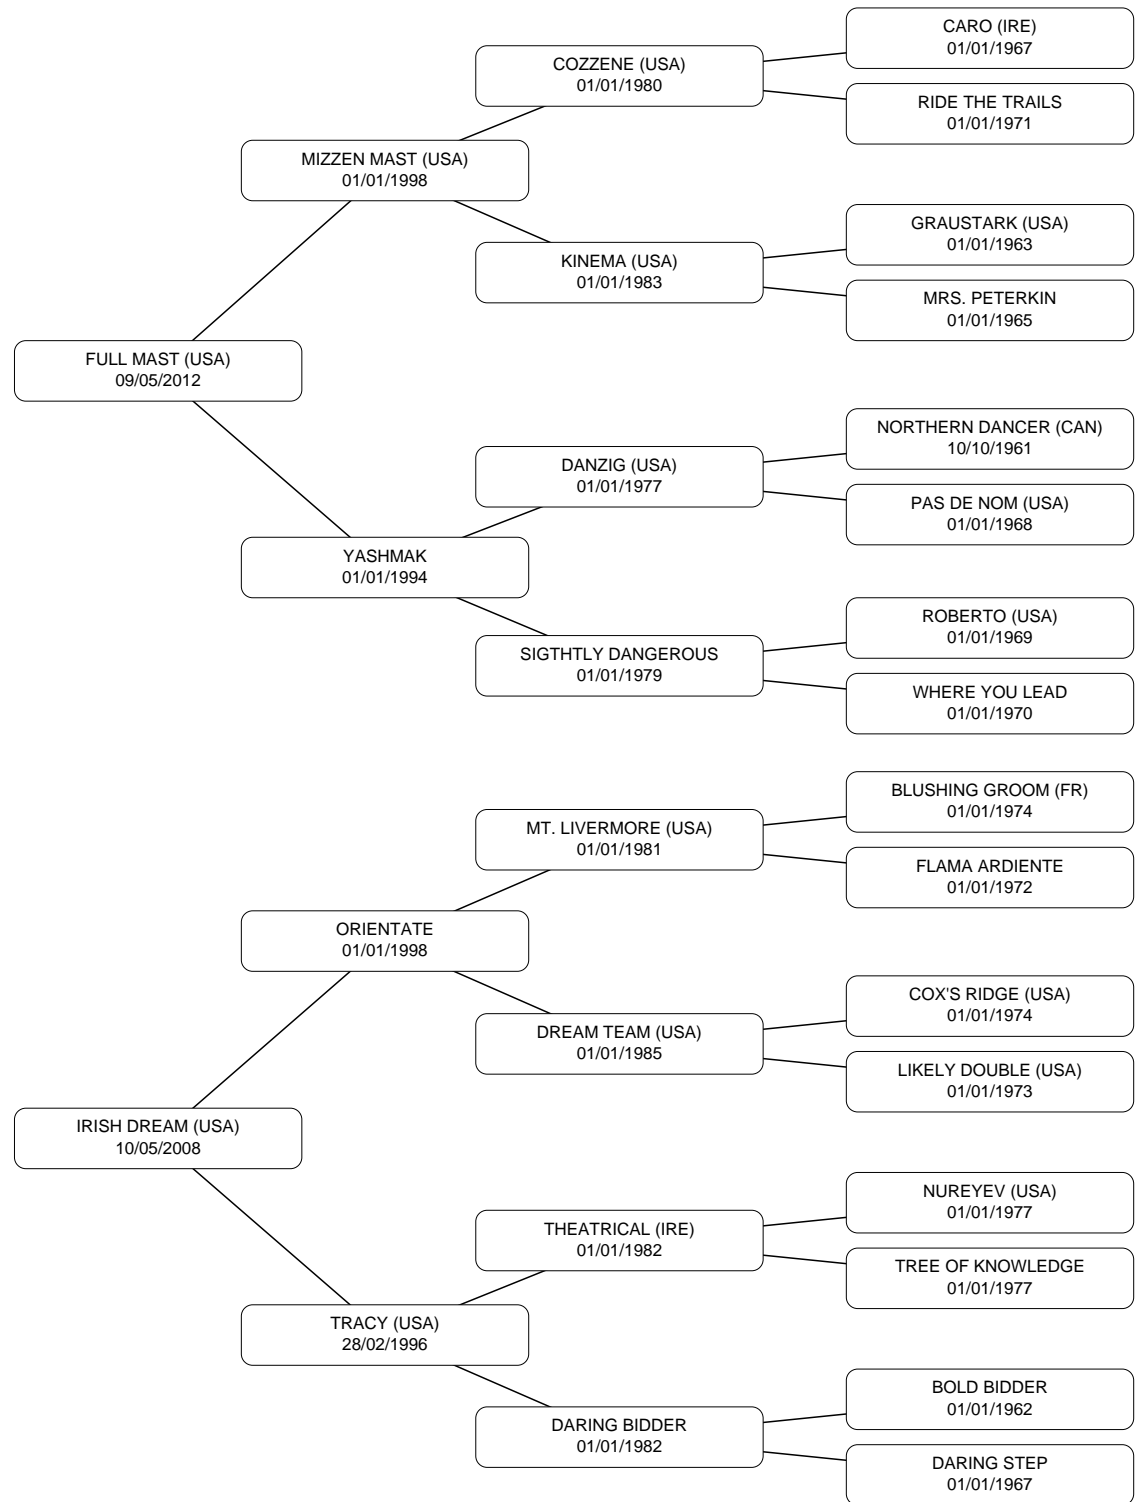 CARO (IRE)
01/01/1967
COZZENE (USA)
01/01/1980
RIDE THE TRAILS
01/01/1971
MIZZEN MAST (USA)
01/01/1998
GRAUSTARK (USA)
01/01/1963
KINEMA (USA)
01/01/1983
MRS. PETERKIN
01/01/1965
FULL MAST (USA)
09/05/2012
NORTHERN DANCER (CAN)
10/10/1961
DANZIG (USA)
01/01/1977
PAS DE NOM (USA)
01/01/1968
YASHMAK
01/01/1994
ROBERTO (USA)
01/01/1969
SIGTHTLY DANGEROUS
01/01/1979
WHERE YOU LEAD
01/01/1970
BLUSHING GROOM (FR)
01/01/1974
MT. LIVERMORE (USA)
01/01/1981
FLAMA ARDIENTE
01/01/1972
ORIENTATE
01/01/1998
COX'S RIDGE (USA)
01/01/1974
DREAM TEAM (USA)
01/01/1985
LIKELY DOUBLE (USA)
01/01/1973
IRISH DREAM (USA)
10/05/2008
NUREYEV (USA)
01/01/1977
THEATRICAL (IRE)
01/01/1982
TREE OF KNOWLEDGE
01/01/1977
TRACY (USA)
28/02/1996
BOLD BIDDER
01/01/1962
DARING BIDDER
01/01/1982
DARING STEP
01/01/1967